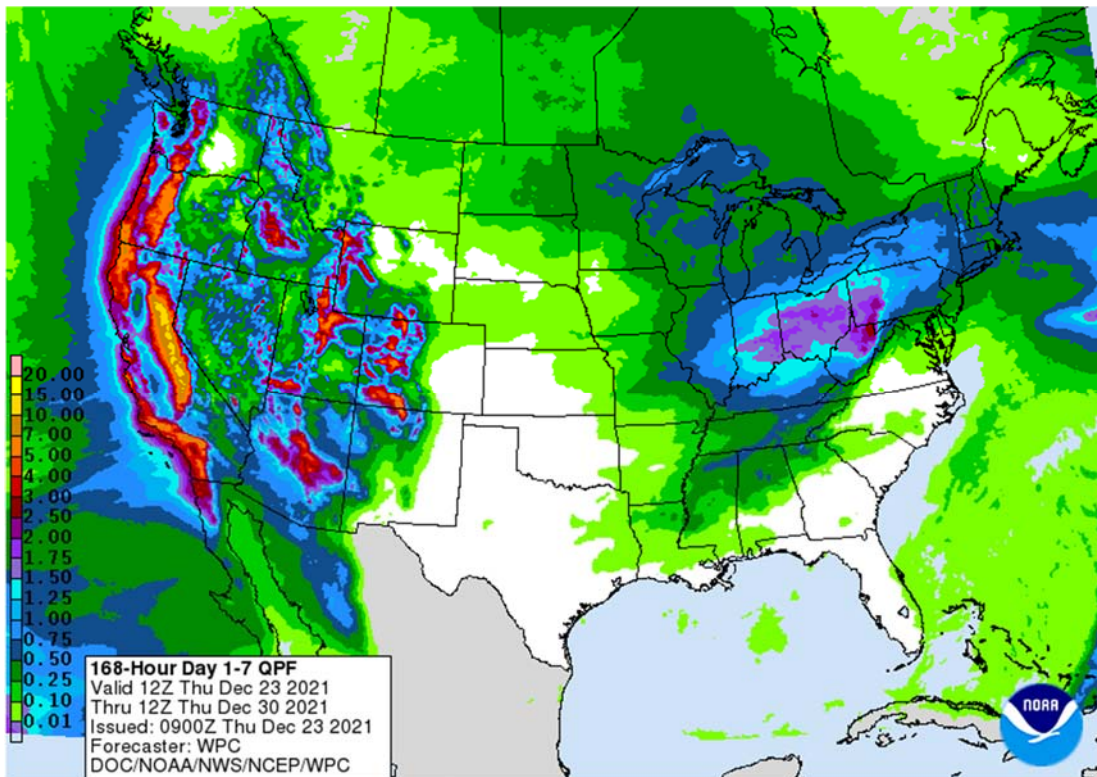 20.00
15.00
10.00
7.00
5.00
4.00
3.00
2.50
2.00
1.75
1.50
1.25
1.00
0.75
0.50
0.25
0.10
0.01
168-Hour Day 1-7 QPF
Valid 12Z Thu Dec 23 2021
Thru 12Z Thu Dec 30 2021
Issued: 0900Z Thu Dec 23 2021
Forecaster: WPC
DOC/NOAA/NWS/NCEP/WPC
NOAA